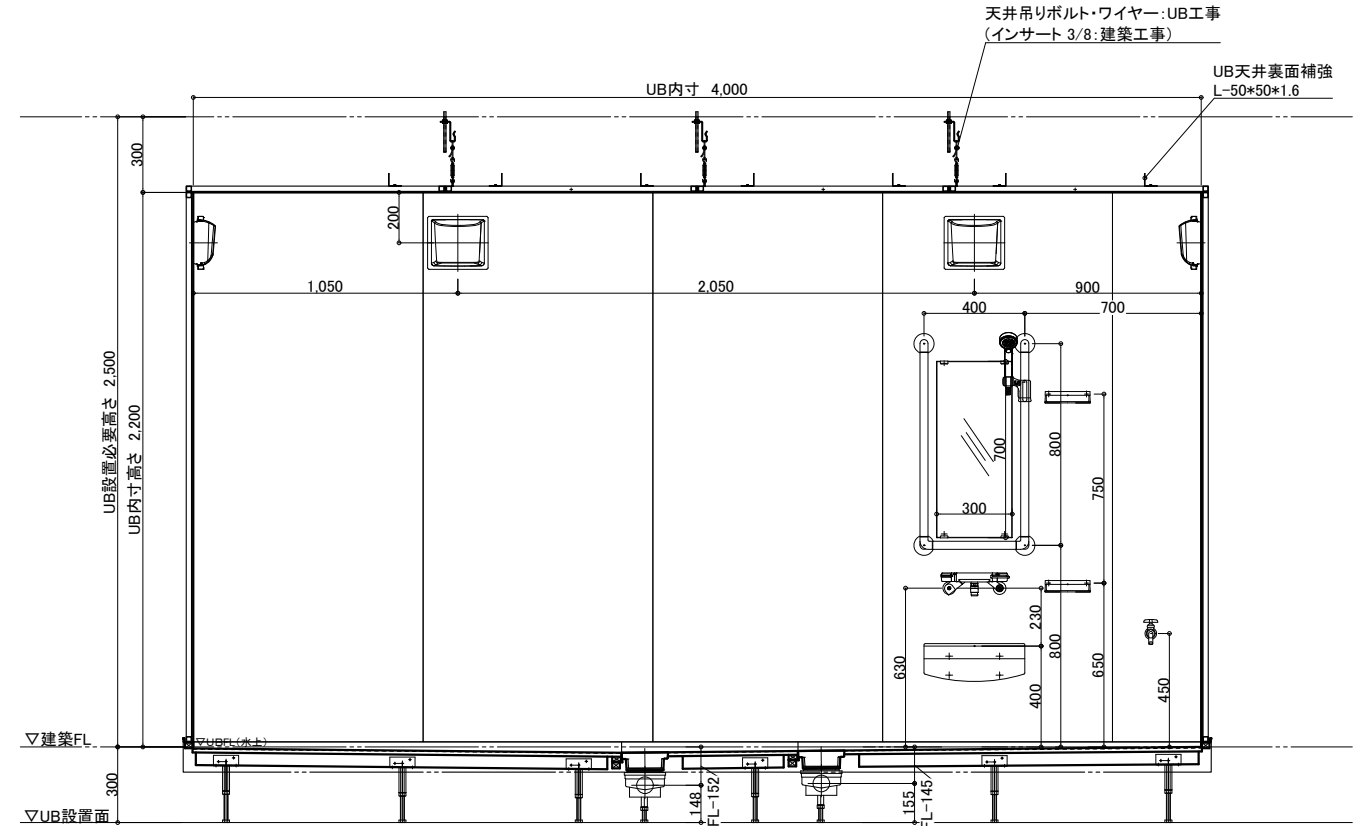 天井吊りボルト・ワイヤー:UB工事
(インサート 3/8:建築工事)
UB天井裏面補強
L-50*50*1.6
UB内寸 4,000
300
200
1,050
2,050
900
400
700
UB設置必要高さ 2,500
UB内寸高さ 2,200
700
800
750
300
230
630
800
650
400
450
▽建築FL
▽UBFL(水上)
300
148
FL-152
155
FL-145
▽UB設置面